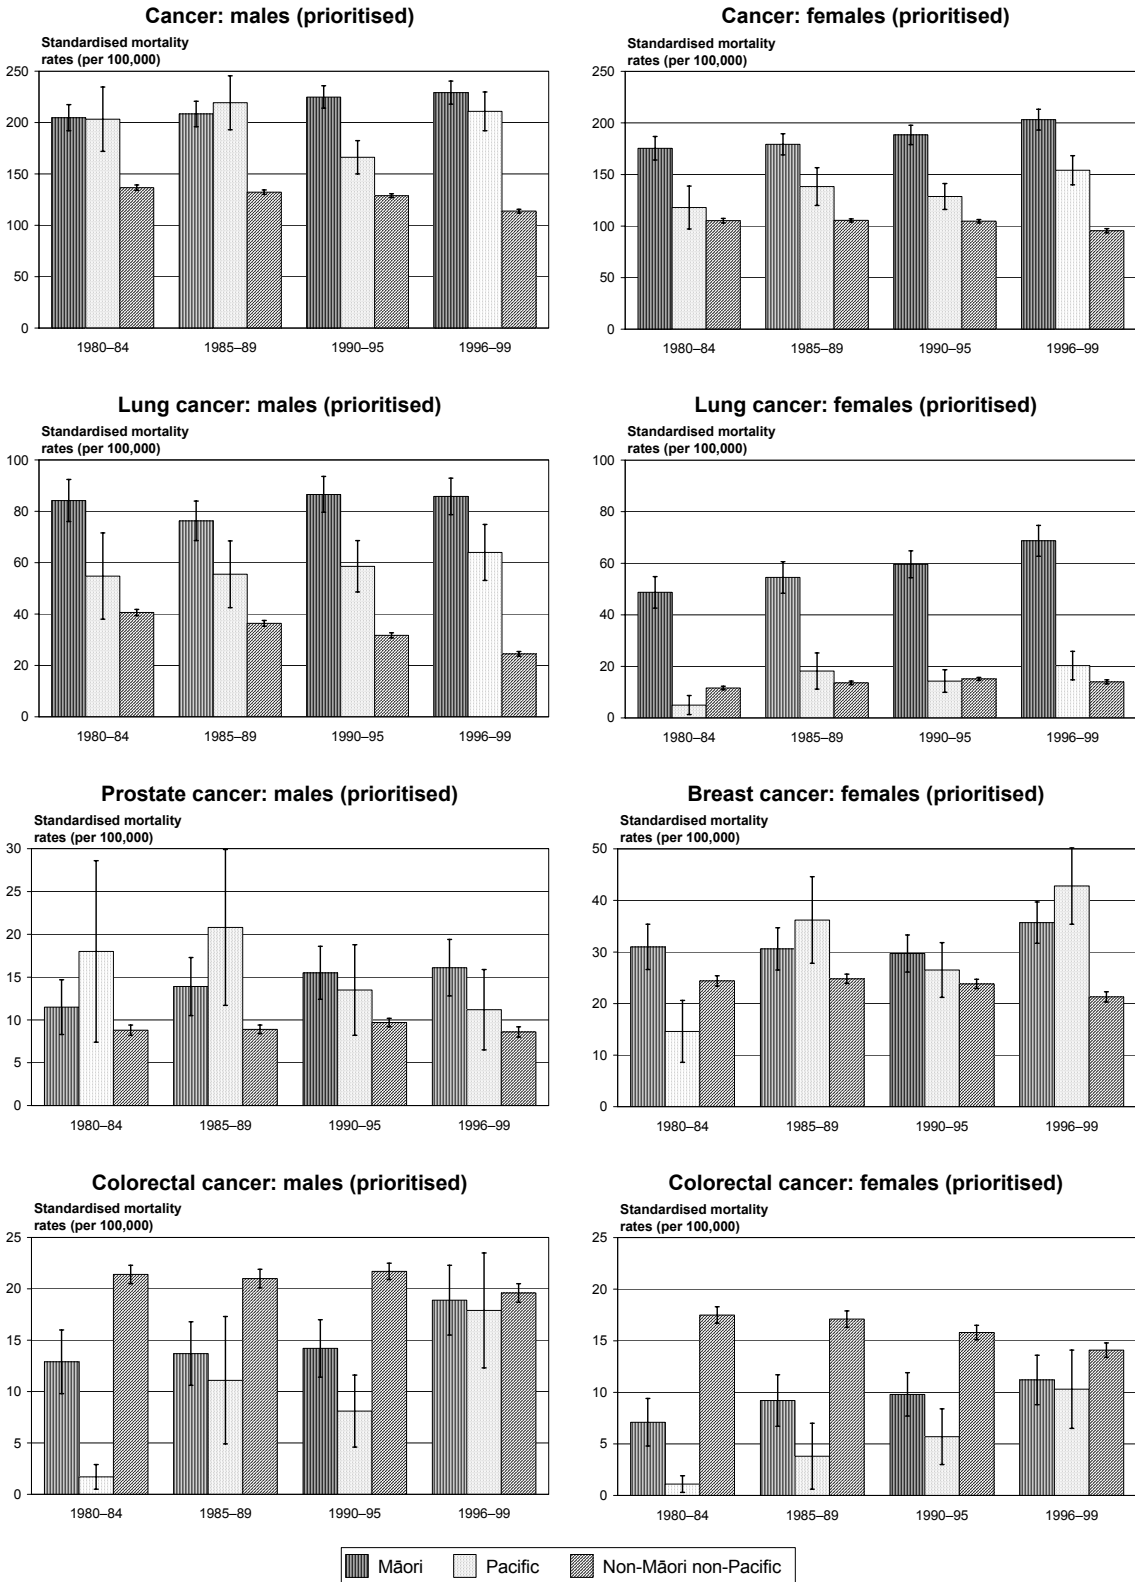 Cancer: males (prioritised)
Standardised mortality
rates (per 100,000)
250
200
150
100
50
0
1980–84 1985–89 1990–95 1996–99
Cancer: females (prioritised)
Standardised mortality
rates (per 100,000)
250
200
150
100
50
0
1980–84 1985–89 1990–95 1996–99
Lung cancer: males (prioritised)
Standardised mortality
rates (per 100,000)
100
80
60
40
20
0
1980–84 1985–89 1990–95 1996–99
Lung cancer: females (prioritised)
Standardised mortality
rates (per 100,000)
100
80
60
40
20
0
1980–84 1985–89 1990–95 1996–99
Prostate cancer: males (prioritised)
Standardised mortality
rates (per 100,000)
30
25
20
15
10
5
0
1980–84 1985–89 1990–95 1996–99
Breast cancer: females (prioritised)
Standardised mortality
rates (per 100,000)
50
40
30
20
10
0
1980–84 1985–89 1990–95 1996–99
Colorectal cancer: males (prioritised)
Standardised mortality
rates (per 100,000)
25
20
15
10
5
0
1980–84 1985–89 1990–95 1996–99
Colorectal cancer: females (prioritised)
Standardised mortality
rates (per 100,000)
25
20
15
10
5
0
1980–84 1985–89 1990–95 1996–99
Māori Pacific Non-Māori non-Pacific